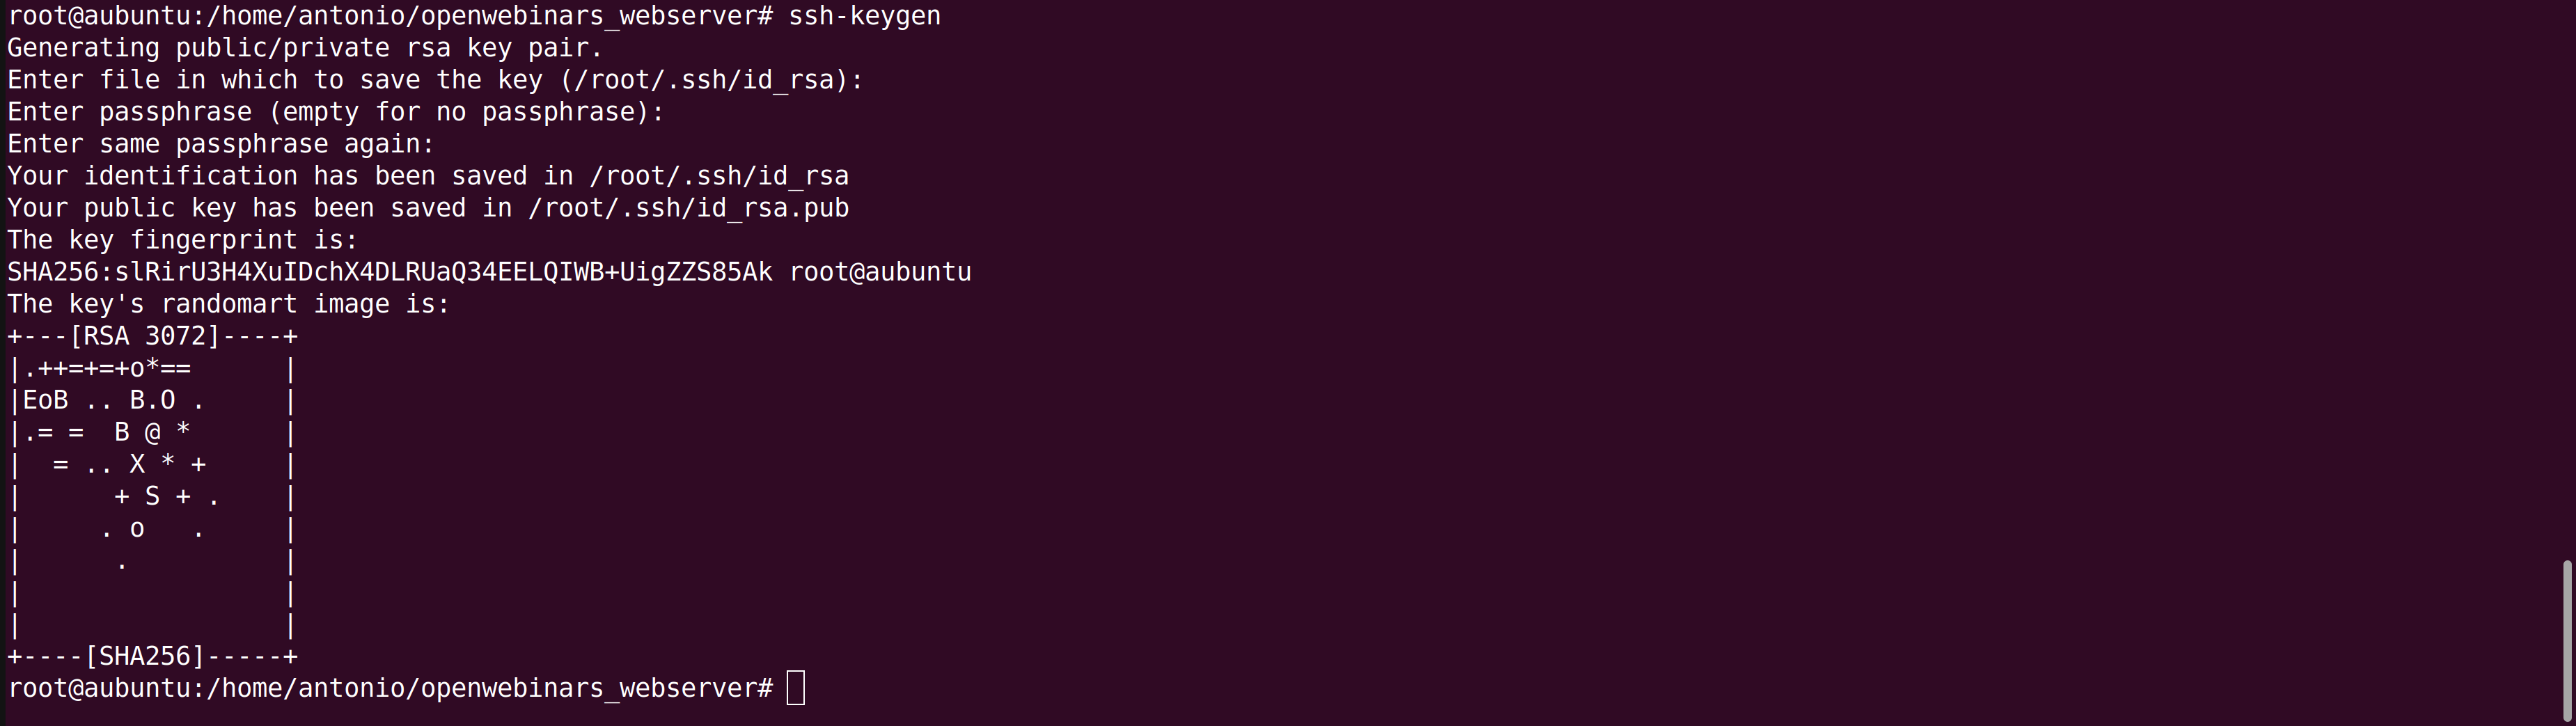 root@aubuntu:/home/antonio/openwebinars_webserver# ssh-keygen
Generating public/private rsa key pair.
Enter file in which to save the key (/root/.ssh/id_rsa):
Enter passphrase (empty for no passphrase):
Enter same passphrase again:
Your identification has been saved in /root/.ssh/id_rsa
Your public key has been saved in /root/.ssh/id_rsa.pub
The key fingerprint is:
SHA256:slRirU3H4XuIDchX4DLRUaQ34EELQIWB+UigZZS85Ak root@aubuntu
The key's randomart image is:
+---[RSA 3072]----+
|.++=+=+o*==      |
|EoB .. B.O .     |
|.= =  B @ *      |
|  = .. X * +     |
|      + S + .    |
|     . o   .     |
|      .          |
|                 |
|                 |
+----[SHA256]-----+
root@aubuntu:/home/antonio/openwebinars_webserver#